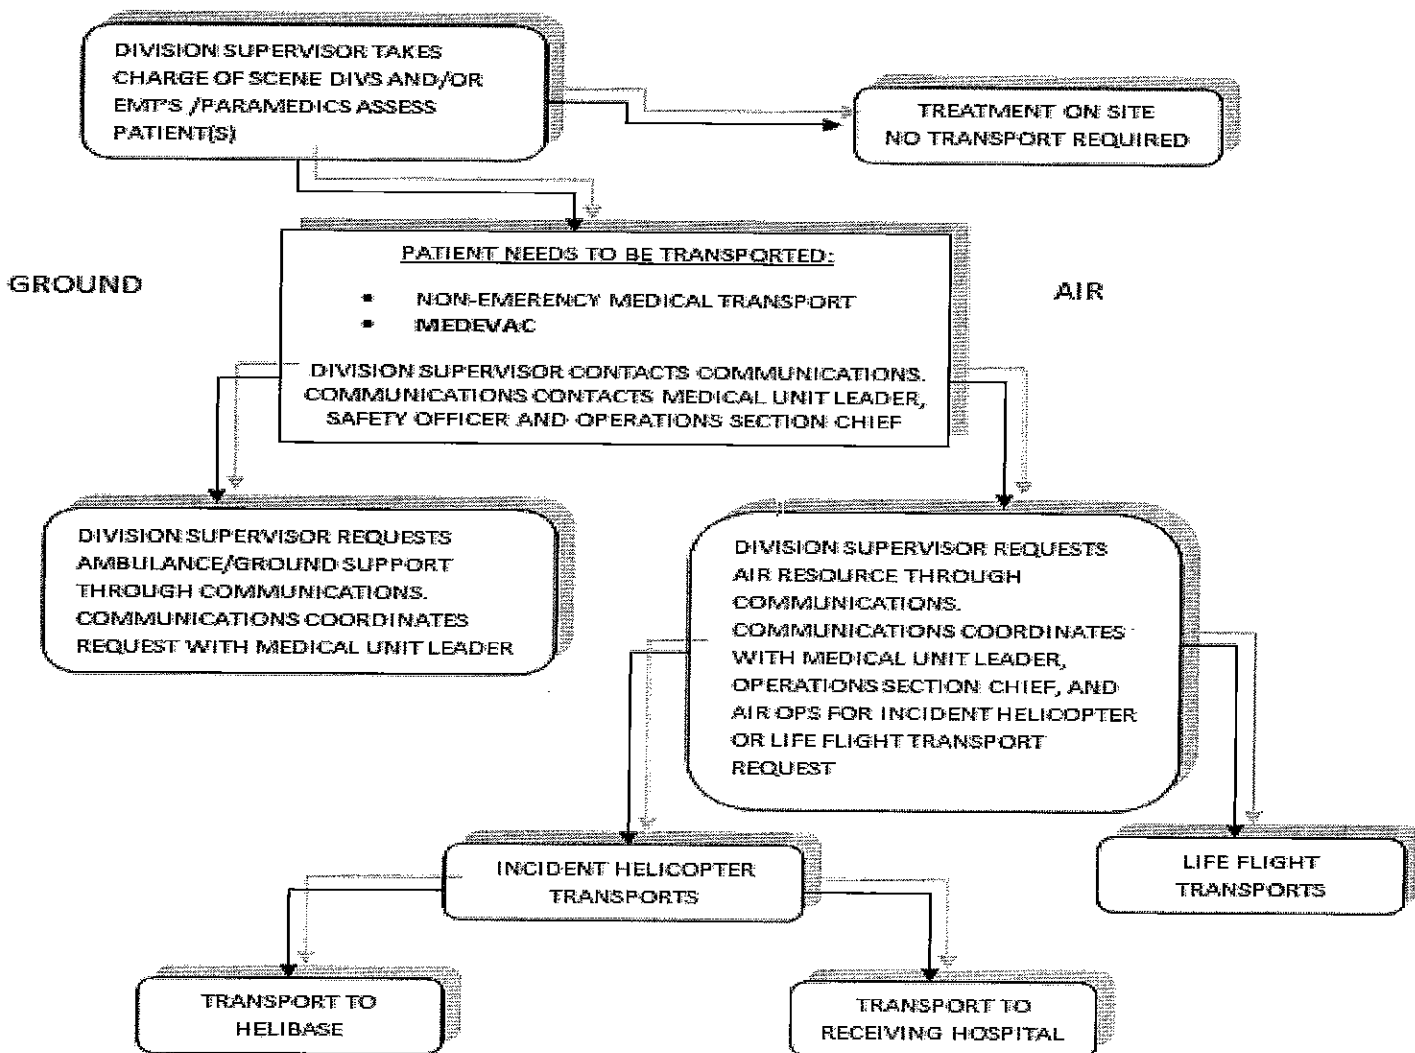 DIVISION SUPERVISOR TAKES
CHARGE OF SCENE DIVS AND/OR
EMT'S /PARAMEDICS ASSESS
PATIENT(S)
TREATMENT ON SITE
NO TRANSPORT REQUIRED
GROUND
PATIENT NEEDS TO BE TRANSPORTED:
• NON-EMERENCY MEDICAL TRANSPORT
• MEDEVAC
DIVISION SUPERVISOR CONTACTS COMMUNICATIONS.
COMMUNICATIONS CONTACTS MEDICAL UNIT LEADER,
SAFETY OFFICER AND OPERATIONS SECTION CHIEF
AIR
DIVISION SUPERVISOR REQUESTS
AMBULANCE/GROUND SUPPORT
THROUGH COMMUNICATIONS.
COMMUNICATIONS COORDINATES
REQUEST WITH MEDICAL UNIT LEADER
DIVISION SUPERVISOR REQUESTS
AIR RESOURCE THROUGH
COMMUNICATIONS.
COMMUNICATIONS COORDINATES
WITH MEDICAL UNIT LEADER,
OPERATIONS SECTION CHIEF, AND
AIR OPS FOR INCIDENT HELICOPTER
OR LIFE FLIGHT TRANSPORT
REQUEST
INCIDENT HELICOPTER
TRANSPORTS
LIFE FLIGHT
TRANSPORTS
TRANSPORT TO
HELIBASE
TRANSPORT TO
RECEIVING HOSPITAL